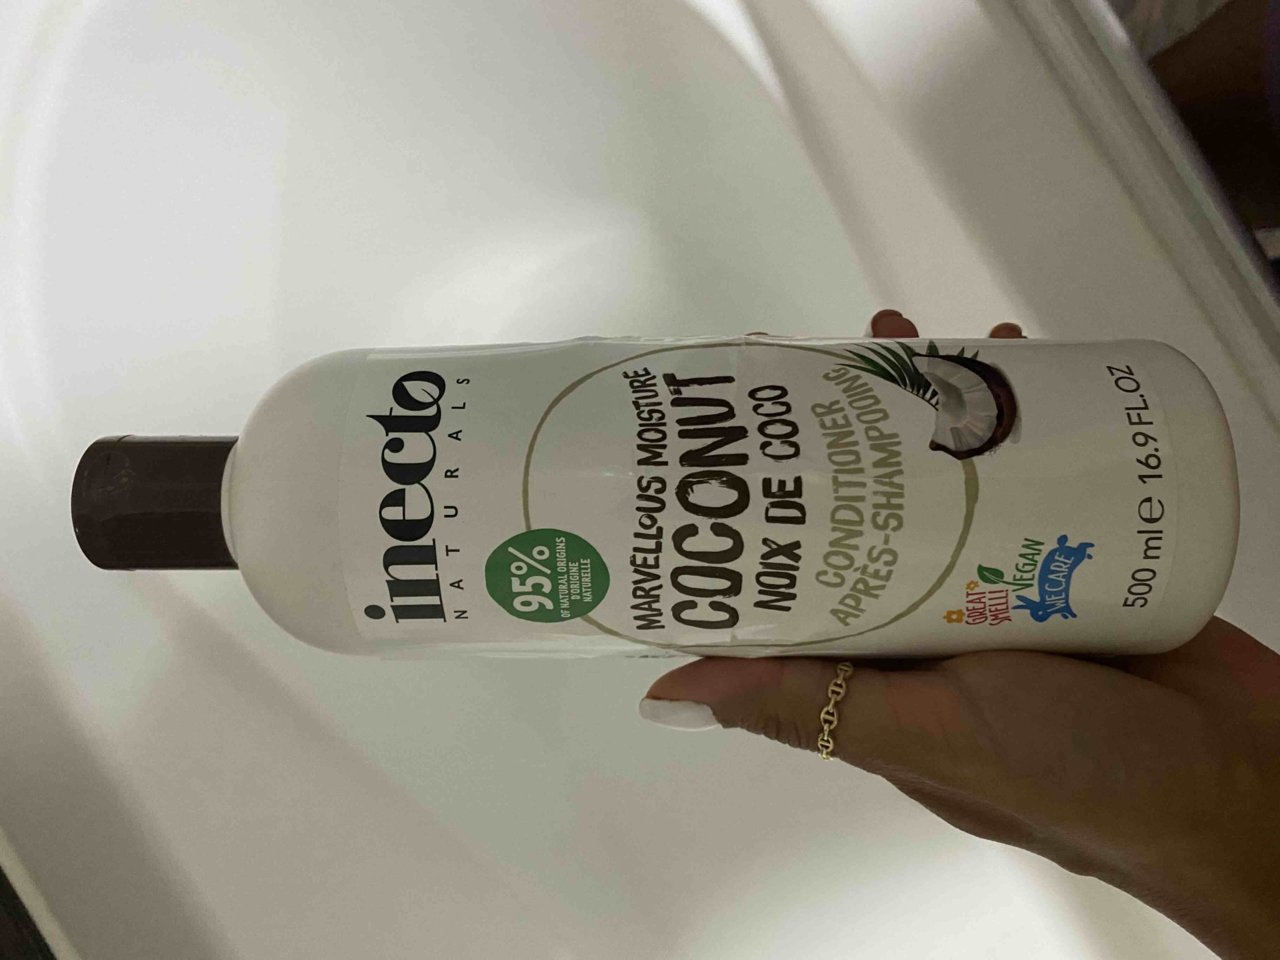 inecto
NATURALS
95%
OF NATURAL ORIGINS
D'ORIGINE
NATURELLE
MARVELLOUS MOISTURE
COCONUT
NOIX DE COCO
CONDITIONER
APRÈS-SHAMPOOING
GREAT
SMELL!
VEGAN
WE CARE
500 ml e 16.9 FL.OZ